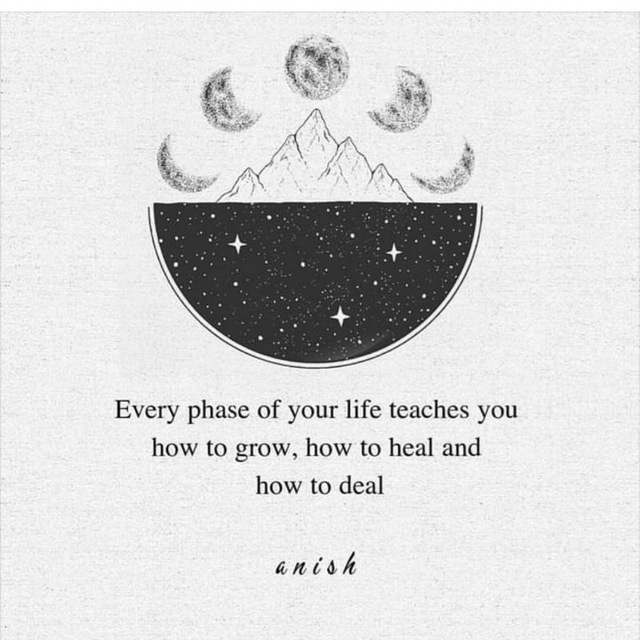 Every phase of your life teaches you
how to grow, how to heal and
how to deal
anish